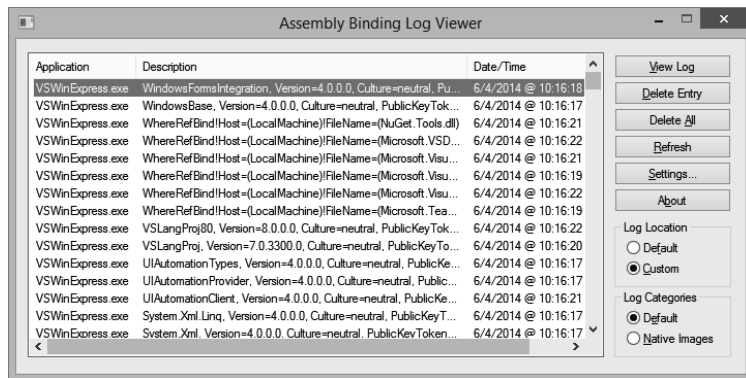 Assembly Binding Log Viewer
Application Description Date/Time
VSWinExpress.exe WindowsFormsIntegration, Version=4.0.0.0, Culture=neutral, Pu... 6/4/2014 @ 10:16:18
VSWinExpress.exe WindowsBase, Version=4.0.0.0, Culture=neutral, PublicKeyTok... 6/4/2014 @ 10:16:17
VSWinExpress.exe WhereRefBind!Host=(LocalMachine)!FileName=(NuGet.Tools.dll) 6/4/2014 @ 10:16:21
VSWinExpress.exe WhereRefBind!Host=(LocalMachine)!FileName=(Microsoft.VSD... 6/4/2014 @ 10:16:22
VSWinExpress.exe WhereRefBind!Host=(LocalMachine)!FileName=(Microsoft.Visu... 6/4/2014 @ 10:16:21
VSWinExpress.exe WhereRefBind!Host=(LocalMachine)!FileName=(Microsoft.Visu... 6/4/2014 @ 10:16:19
VSWinExpress.exe WhereRefBind!Host=(LocalMachine)!FileName=(Microsoft.Visu... 6/4/2014 @ 10:16:22
VSWinExpress.exe WhereRefBind!Host=(LocalMachine)!FileName=(Microsoft.Tea... 6/4/2014 @ 10:16:19
VSWinExpress.exe VSLangProj80, Version=8.0.0.0, Culture=neutral, PublicKeyTok... 6/4/2014 @ 10:16:22
VSWinExpress.exe VSLangProj, Version=7.0.3300.0, Culture=neutral, PublicKeyTo... 6/4/2014 @ 10:16:20
VSWinExpress.exe UIAutomationTypes, Version=4.0.0.0, Culture=neutral, PublicKe... 6/4/2014 @ 10:16:17
VSWinExpress.exe UIAutomationProvider, Version=4.0.0.0, Culture=neutral, Public... 6/4/2014 @ 10:16:17
VSWinExpress.exe UIAutomationClient, Version=4.0.0.0, Culture=neutral, PublicKe... 6/4/2014 @ 10:16:21
VSWinExpress.exe System.Xml.Linq, Version=4.0.0.0, Culture=neutral, PublicKeyT... 6/4/2014 @ 10:16:17
VSWinExpress.exe System.Xml, Version=4.0.0.0, Culture=neutral, PublicKeyToken... 6/4/2014 @ 10:16:17
View Log
Delete Entry
Delete All
Refresh
Settings...
About
Log Location
Default
Custom
Log Categories
Default
Native Images